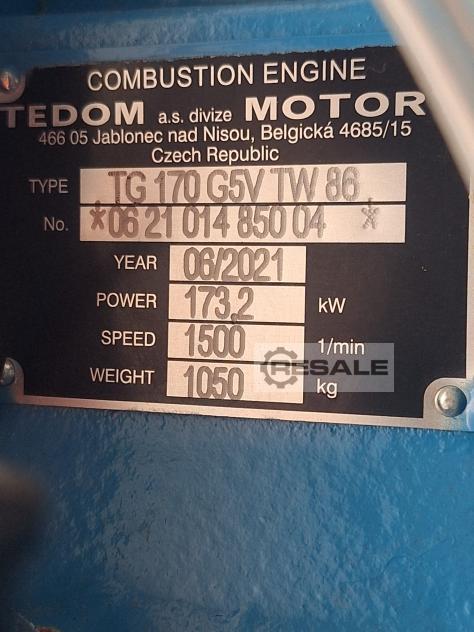 COMBUSTION ENGINE
TEDOM a.s. divize MOTOR
466 05 Jablonec nad Nisou, Belgická 4685/15
Czech Republic
TYPE TG 170 G5V TW 86
No. *06 21 014 850 04 *
YEAR 06/2021
POWER 173,2 kW
SPEED 1500 1/min
WEIGHT 1050 kg
RESALE